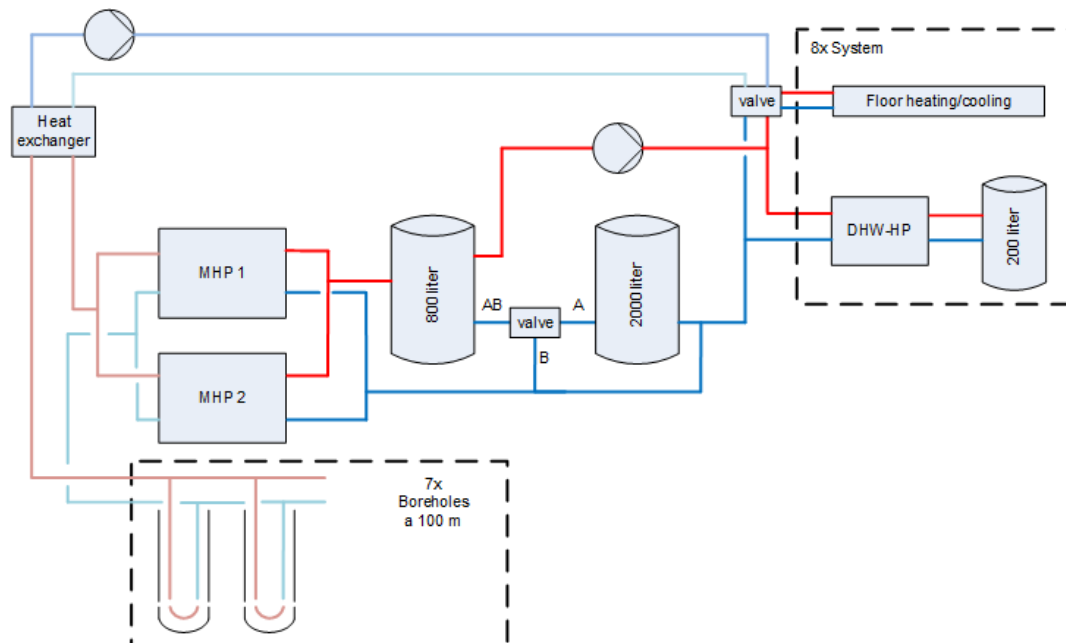 8x System
valve
Floor heating/cooling
Heat
exchanger
DHW-HP
200 liter
MHP 1
800 liter
2000 liter
AB
valve
A
B
MHP 2
7x
Boreholes
a 100 m